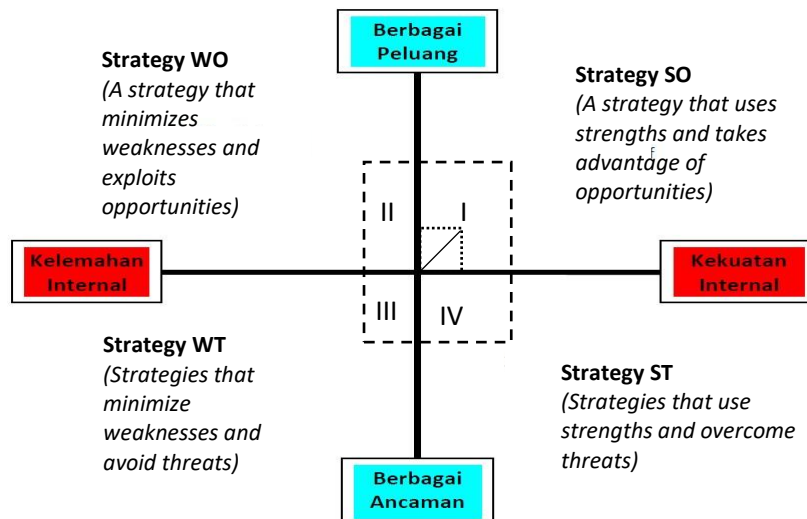 Berbagai
Peluang
Strategy WO
(A strategy that
minimizes
weaknesses and
exploits
opportunities)
Strategy SO
(A strategy that uses
strengths and takes
advantage of
opportunities)
II
I
Kelemahan
Internal
Kekuatan
Internal
III
IV
Strategy WT
(Strategies that
minimize
weaknesses and
avoid threats)
Strategy ST
(Strategies that use
strengths and overcome
threats)
Berbagai
Ancaman